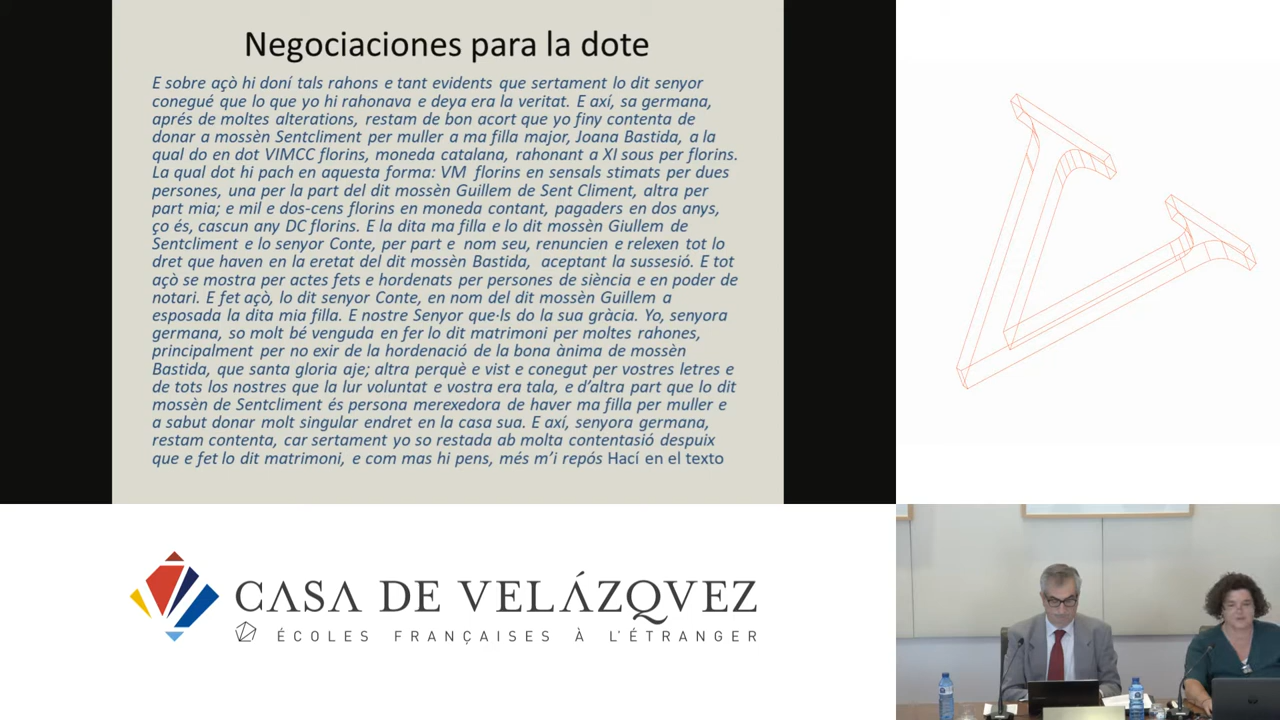 Negociaciones para la dote
E sobre açò hi doní tals rahons e tant evidents que sertament lo dit senyor
conegué que lo que yo hi rahonava e deya era la veritat. E axí, sa germana,
aprés de moltes alterations, restam de bon acort que yo finy contenta de
donar a mossèn Sentcliment per muller a ma filla major, Joana Bastida, a la
qual do en dot VIMCC florins, moneda catalana, rahonant a XI sous per florins.
La qual dot hi pach en aquesta forma: VM florins en sensals stimats per dues
persones, una per la part del dit mossèn Guillem de Sent Climent, altra per
part mia; e mil e dos-cens florins en moneda contant, pagaders en dos anys,
ço és, cascun any DC florins. E la dita ma filla e lo dit mossèn Giullem de
Sentcliment e lo senyor Conte, per part e nom seu, renuncien e relexen tot lo
dret que haven en la eretat del dit mossèn Bastida, aceptant la sussesió. E tot
açò se mostra per actes fets e hordenats per persones de siència e en poder de
notari. E fet açò, lo dit senyor Conte, en nom del dit mossèn Guillem a
esposada la dita mia filla. E nostre Senyor que·ls do la sua gràcia. Yo, senyora
germana, so molt bé venguda en fer lo dit matrimoni per moltes rahones,
principalment per no exir de la hordenació de la bona ànima de mossèn
Bastida, que santa gloria aje; altra perquè e vist e conegut per vostres letres e
de tots los nostres que la lur voluntat e vostra era tala, e d'altra part que lo dit
mossèn de Sentcliment és persona merexedora de haver ma filla per muller e
a sabut donar molt singular endret en la casa sua. E axí, senyora germana,
restam contenta, car sertament yo so restada ab molta contentasió despuix
que e fet lo dit matrimoni, e com mas hi pens, més m'i repós Hací en el texto
CASA DE VELÁZQVEZ
ÉCOLES FRANÇAISES À L'ÉTRANGER